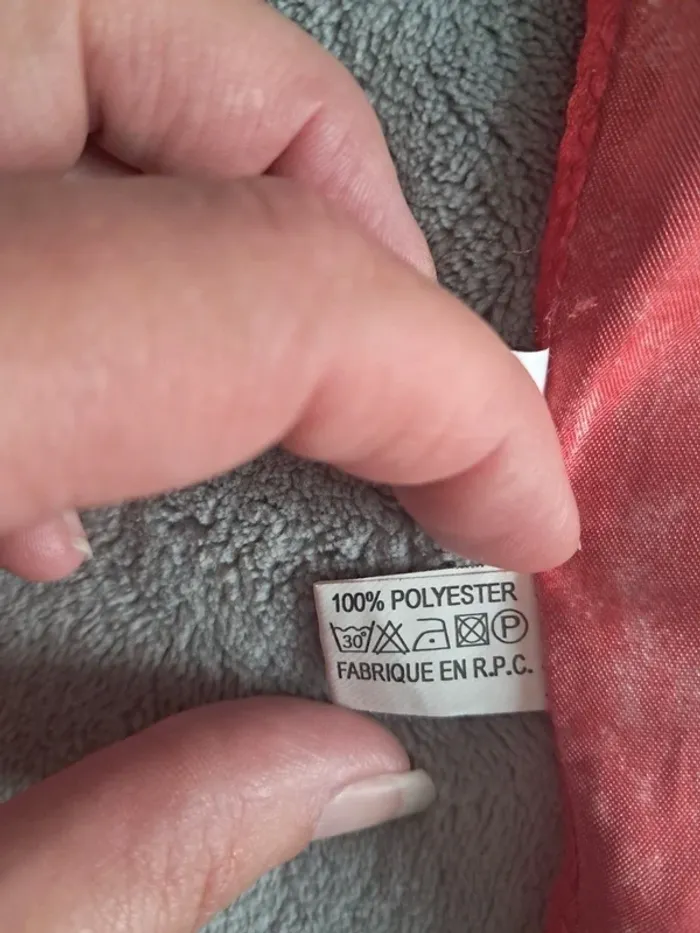 100% POLYESTER
30° P
FABRIQUE EN R.P.C.